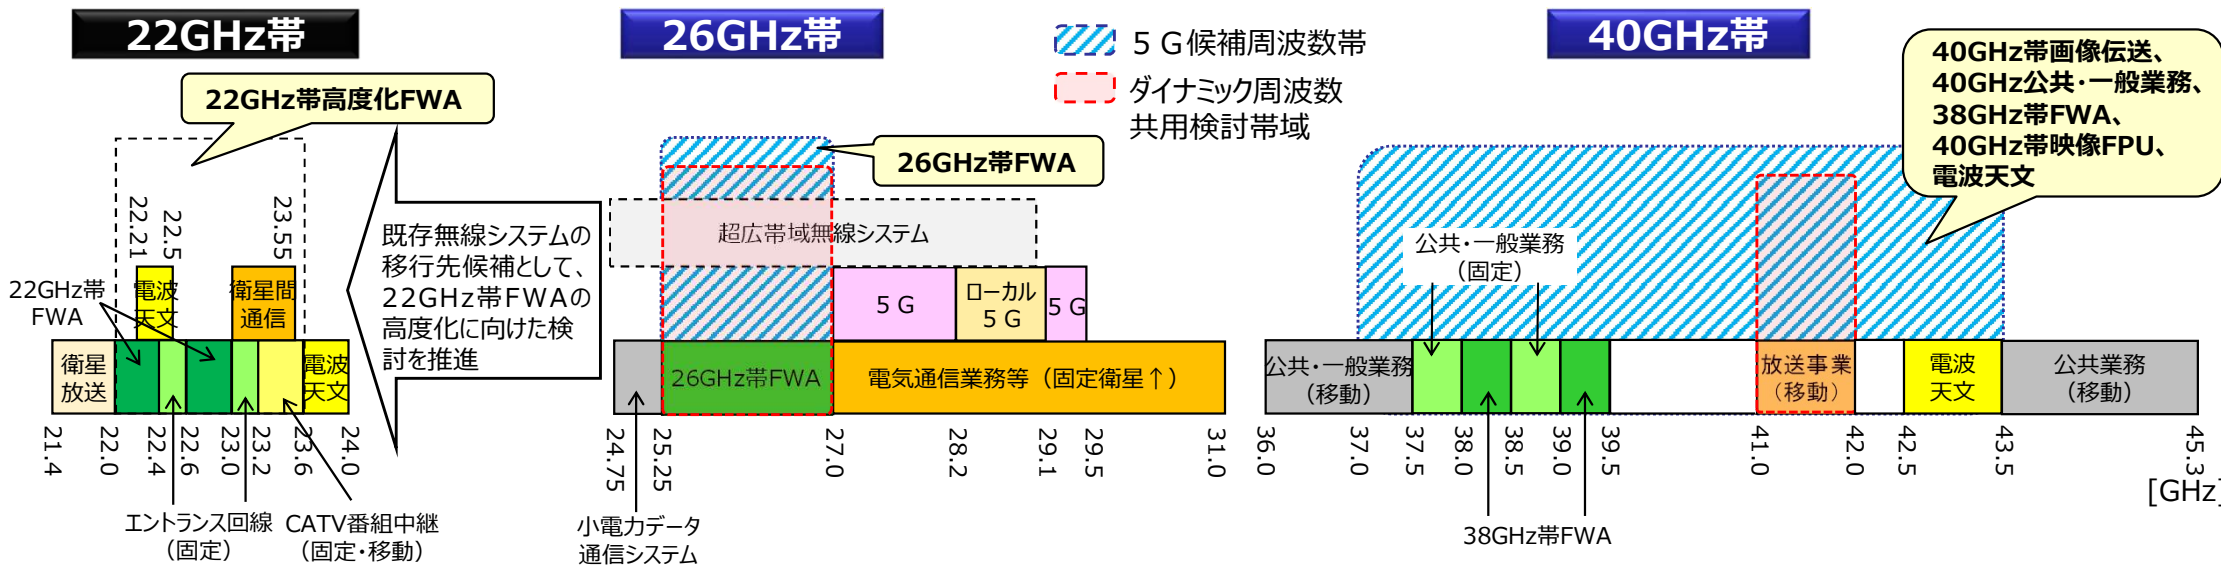 22GHz帯
26GHz帯
40GHz帯
５Ｇ候補周波数帯
ダイナミック周波数
共用検討帯域
22GHz帯高度化FWA
26GHz帯FWA
40GHz帯画像伝送、
40GHz公共・一般業務、
38GHz帯FWA、
40GHz帯映像FPU、
電波天文
22.21
22.5
23.55
22GHz帯
FWA
電波
天文
衛星間
通信
衛星
放送
電波
天文
21.4
22.0
22.4
22.6
23.0
23.2
23.6
24.0
エントランス回線
（固定）
CATV番組中継
（固定・移動）
既存無線システムの
移行先候補として、
22GHz帯FWAの
高度化に向けた検
討を推進
超広帯域無線システム
５Ｇ
ローカル
５Ｇ
５Ｇ
26GHz帯FWA
電気通信業務等（固定衛星↑）
24.75
25.25
27.0
28.2
29.1
29.5
31.0
小電力データ
通信システム
公共・一般業務
（固定）
公共・一般業務
（移動）
放送事業
（移動）
電波
天文
公共業務
（移動）
36.0
37.0
37.5
38.0
38.5
39.0
39.5
41.0
42.0
42.5
43.5
45.3
[GHz]
38GHz帯FWA